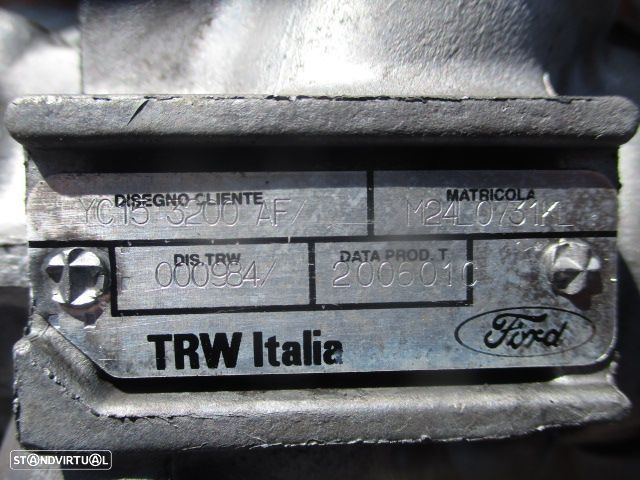 DISEGNO CLIENTE
YC15 3200 AF/
MATRICOLA
M24L0731KL
DIS.TRW
000984/
DATA PROD. T
2006010
TRW Italia
Ford
STANDVIRTUAL